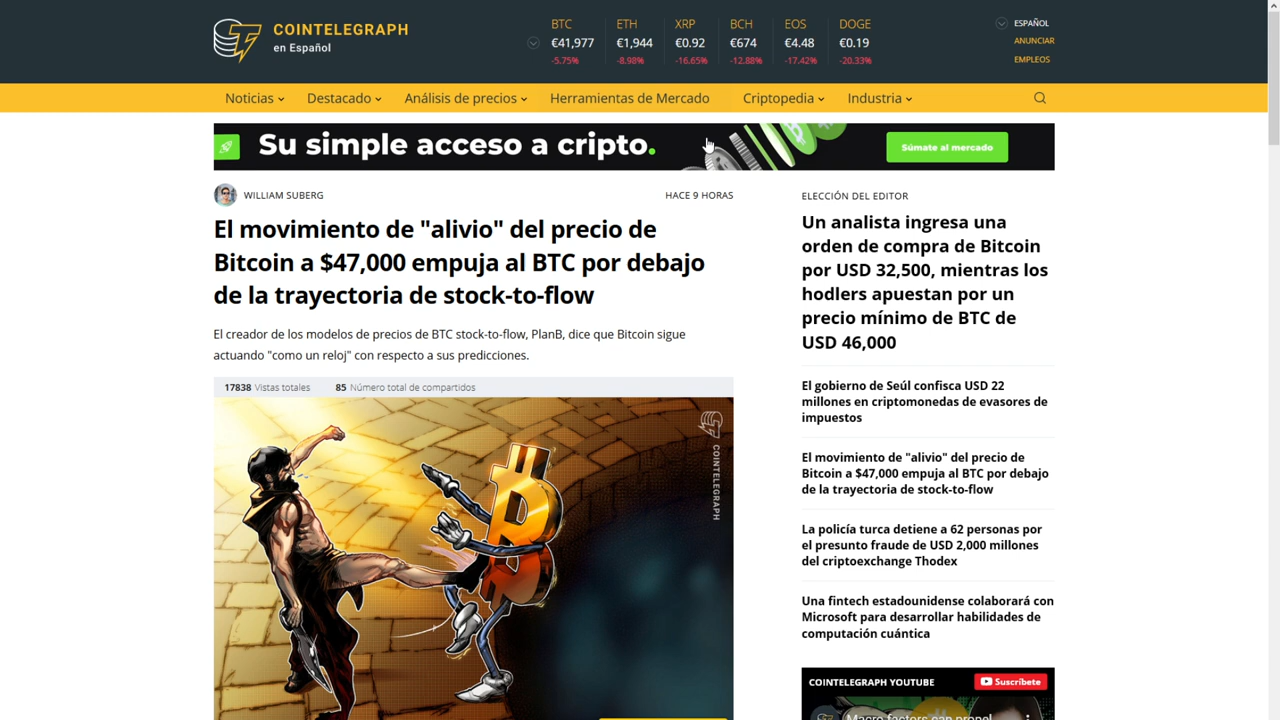 COINTELEGRAPH
en Español
BTC ETH XRP BCH EOS DOGE
€41,977 €1,944 €0.92 €674 €4.48 €0.19
-5.75% -8.98% -16.65% -12.88% -17.42% -20.33%
ESPAÑOL
ANUNCIAR
EMPLEOS
Noticias Destacado Análisis de precios Herramientas de Mercado Criptopedia Industria
Su simple acceso a cripto.
Súmate al mercado
WILLIAM SUBERG
HACE 9 HORAS
El movimiento de "alivio" del precio de
Bitcoin a $47,000 empuja al BTC por debajo
de la trayectoria de stock-to-flow
El creador de los modelos de precios de BTC stock-to-flow, PlanB, dice que Bitcoin sigue
actuando "como un reloj" con respecto a sus predicciones.
17838 Vistas totales 85 Número total de compartidos
COINTELEGRAPH
ELECCIÓN DEL EDITOR
Un analista ingresa una
orden de compra de Bitcoin
por USD 32,500, mientras los
hodlers apuestan por un
precio mínimo de BTC de
USD 46,000
El gobierno de Seúl confisca USD 22
millones en criptomonedas de evasores de
impuestos
El movimiento de "alivio" del precio de
Bitcoin a $47,000 empuja al BTC por debajo
de la trayectoria de stock-to-flow
La policía turca detiene a 62 personas por
el presunto fraude de USD 2,000 millones
del criptoexchange Thodex
Una fintech estadounidense colaborará con
Microsoft para desarrollar habilidades de
computación cuántica
COINTELEGRAPH YOUTUBE
Suscríbete
Macro factors can propel